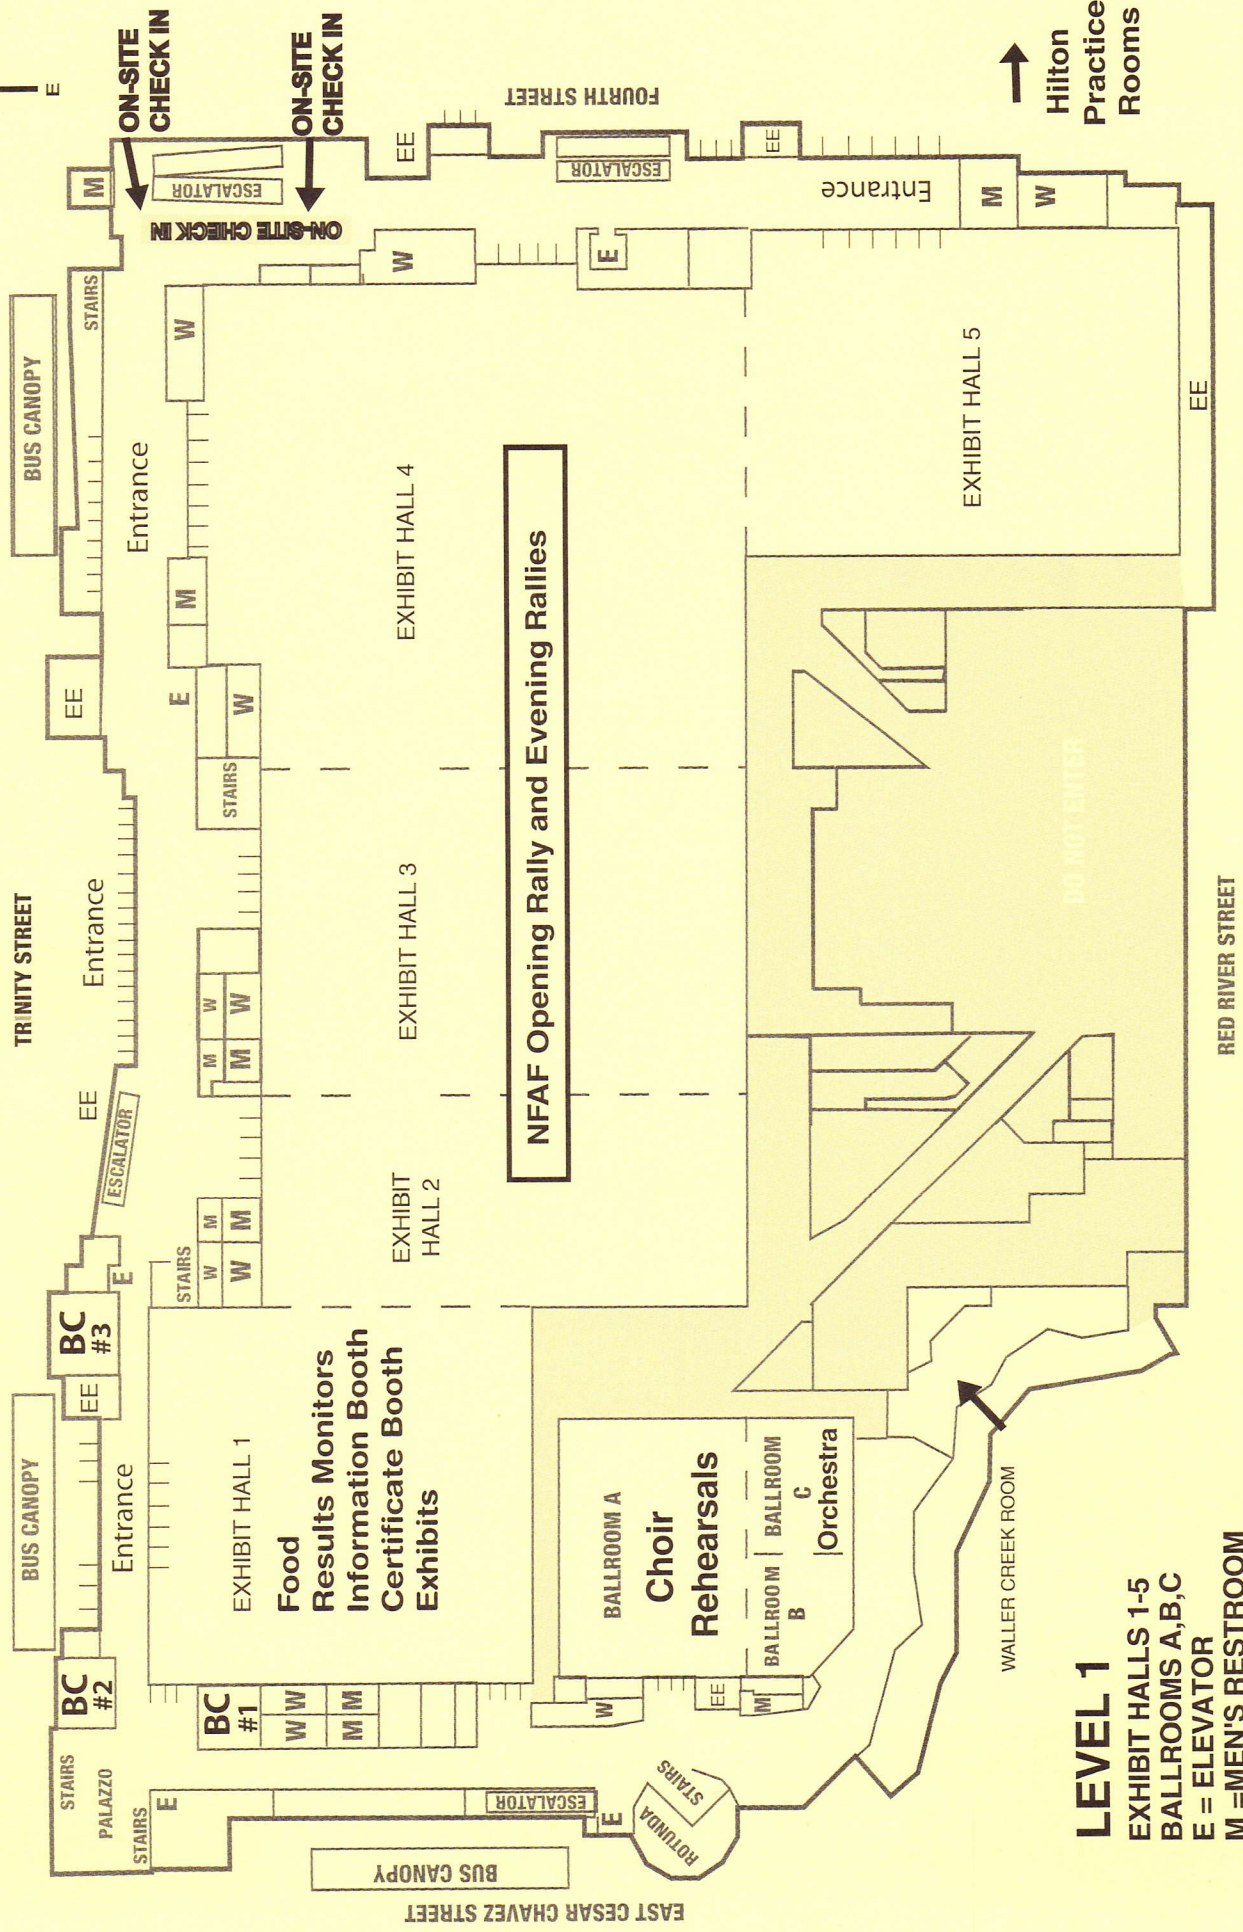 E
ON-SITE
CHECK IN
ON-SITE
CHECK IN
ON-SITE CHECK IN
M
ESCALATOR
EE
FOURTH STREET
ESCALATOR
EE
Entrance
M
W
Hilton
Practice
Rooms
BUS CANOPY
STAIRS
W
W
E
Entrance
M
E
W
STAIRS
EE
EXHIBIT HALL 4
EXHIBIT HALL 5
EE
TRINITY STREET
Entrance
EXHIBIT HALL 3
NFAF Opening Rally and Evening Rallies
DO NOT ENTER
RED RIVER STREET
W
W
M
M
EE
ESCALATOR
M
M
W
W
STAIRS
EXHIBIT
HALL 2
E
BC
#3
EE
BUS CANOPY
Entrance
EXHIBIT HALL 1
Food
Results Monitors
Information Booth
Certificate Booth
Exhibits
BALLROOM A
Choir
Rehearsals
BALLROOM
B
BALLROOM
C
Orchestra
WALLER CREEK ROOM
BC
#2
BC
#1
W
W
W
W
M
M
M
M
W
EE
M
STAIRS
PALAZZO
STAIRS
E
ESCALATOR
E
ROTUNDA
STAIRS
BUS CANOPY
EAST CESAR CHAVEZ STREET
LEVEL 1
EXHIBIT HALLS 1-5
BALLROOMS A,B,C
E = ELEVATOR
M =MEN'S RESTROOM